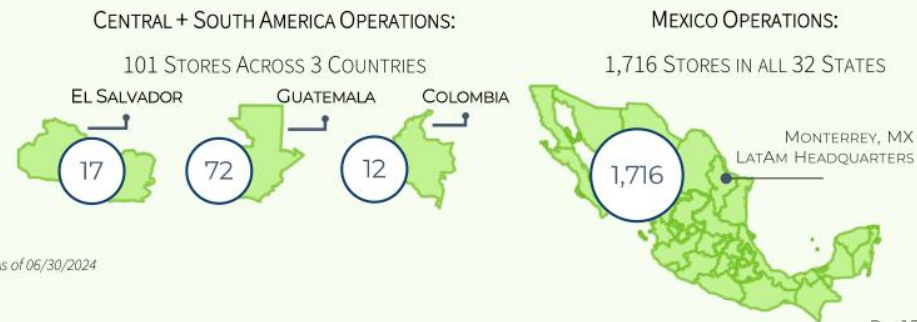 CENTRAL + SOUTH AMERICA OPERATIONS:
101 STORES ACROSS 3 COUNTRIES
EL SALVADOR
GUATEMALA
COLOMBIA
17
72
12
MEXICO OPERATIONS:
1,716 STORES IN ALL 32 STATES
1,716
MONTERREY, MX
LATAM HEADQUARTERS
of 06/30/2024